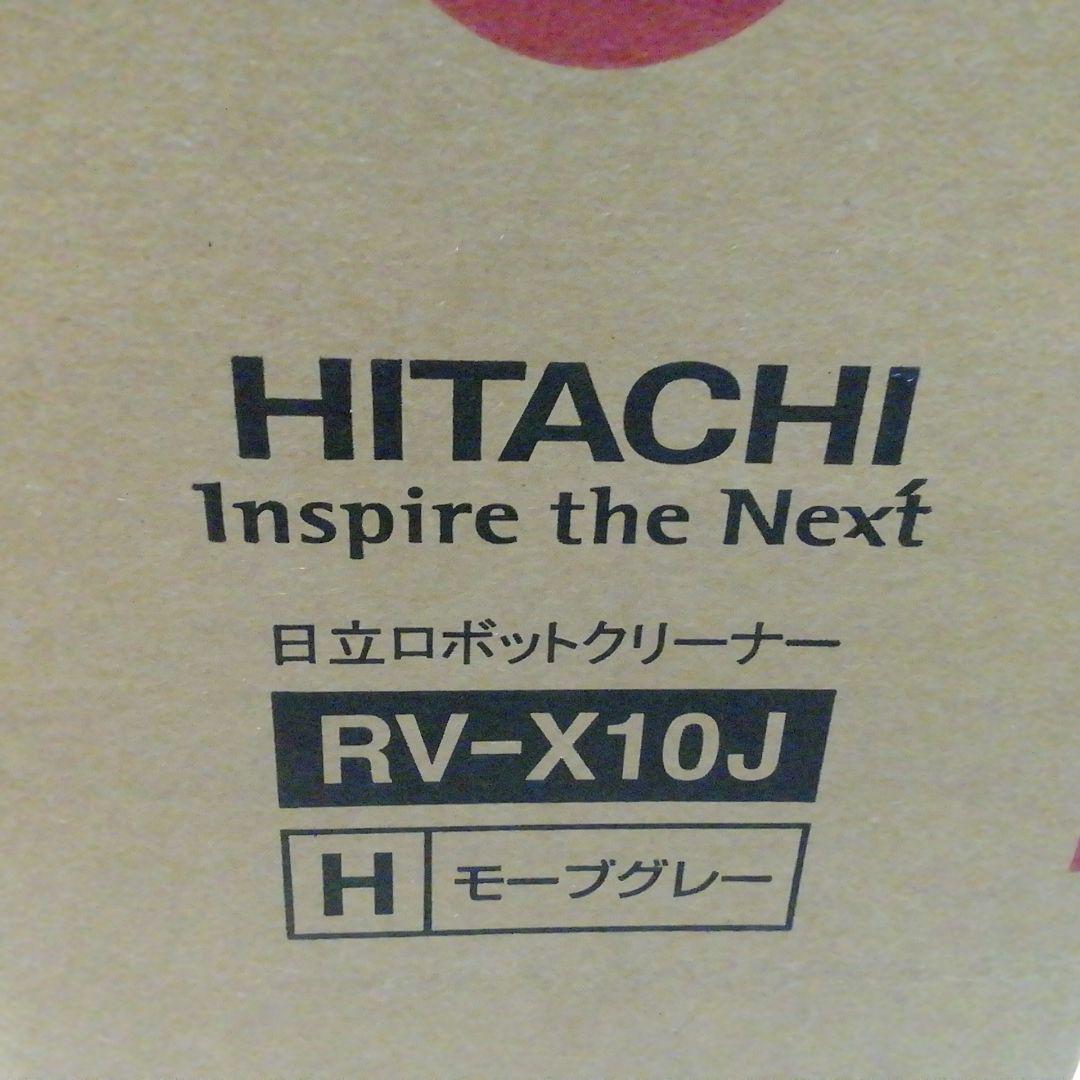 HITACHI
Inspire the Next
日立ロボットクリーナー
RV-X10J
H モーブグレー